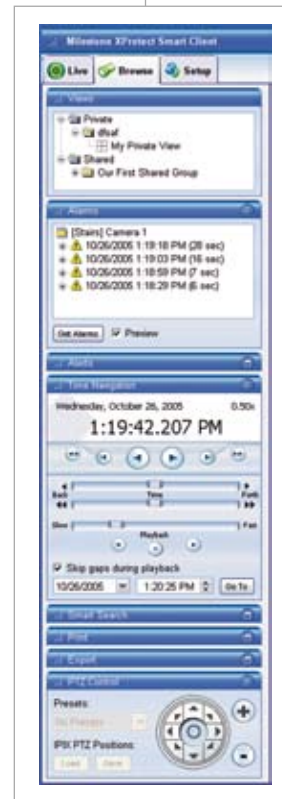 Milestone XProtect Smart Client
Live Browse Setup
Views
Private
dfsaf
My Private View
Shared
Our First Shared Group
Alarms
[Stairs] Camera 1
10/26/2005 1:19:18 PM (28 sec)
10/26/2005 1:19:03 PM (16 sec)
10/26/2005 1:18:59 PM (7 sec)
10/26/2005 1:18:29 PM (6 sec)
Get Alarms Preview
Alerts
Time Navigation
Wednesday, October 26, 2005 0.50x
1:19:42.207 PM
Back Time Forth
Slow Fast
Playback
Skip gaps during playback
10/26/2005 1:20:25 PM Go To
Smart Search
Print
Export
PTZ Control
Presets:
No Presets
IPIX PTZ Positions:
Load Save